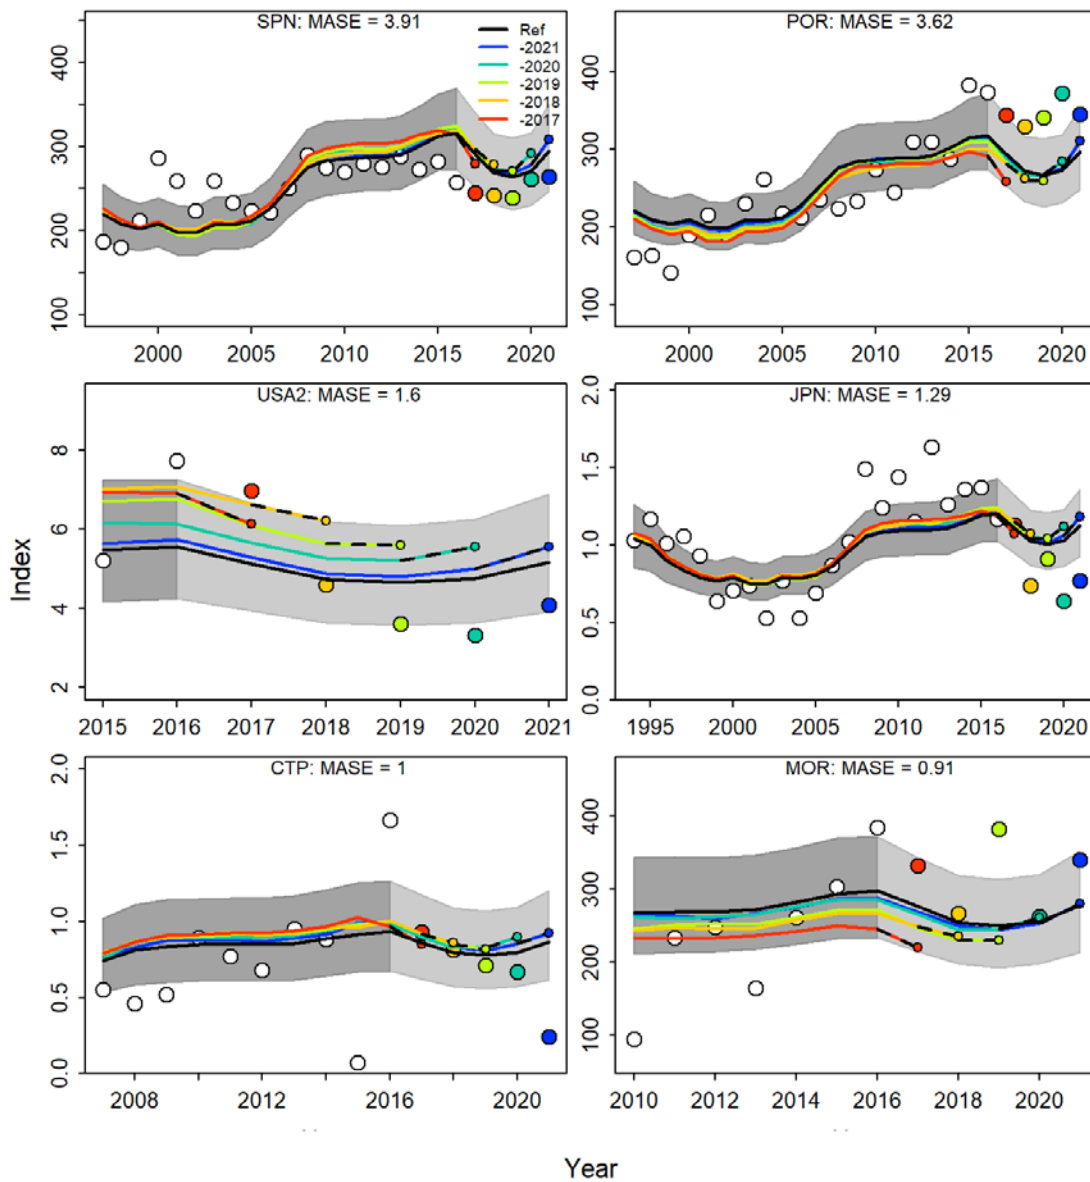 SPN: MASE = 3.91
Ref
-2021
-2020
-2019
-2018
-2017
100 200 300 400
2000 2005 2010 2015 2020
POR: MASE = 3.62
100 200 300 400
2000 2005 2010 2015 2020
USA2: MASE = 1.6
2 4 6 8
2015 2016 2017 2018 2019 2020 2021
JPN: MASE = 1.29
0.0 0.5 1.0 1.5 2.0
1995 2000 2005 2010 2015 2020
CTP: MASE = 1
0.0 0.5 1.0 1.5 2.0
2008 2012 2016 2020
MOR: MASE = 0.91
100 200 300 400
2010 2012 2014 2016 2018 2020
Index
Year